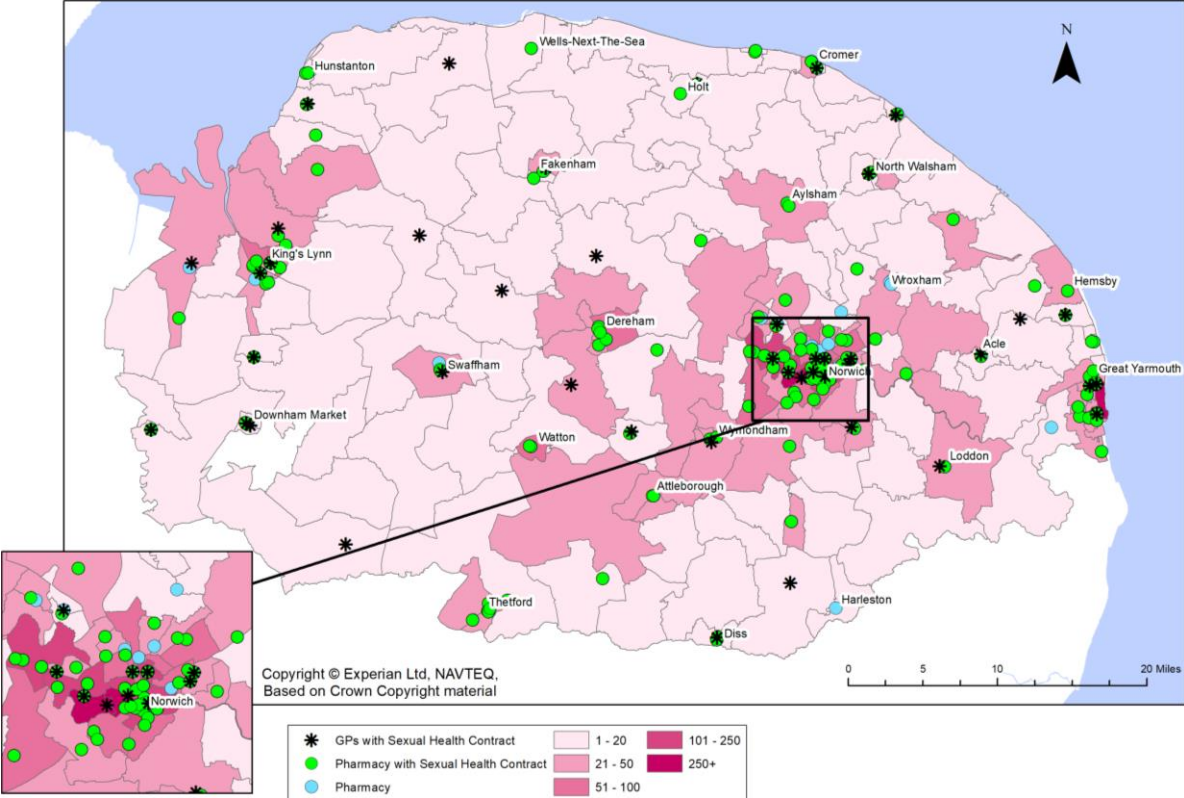 Wells-Next-The-Sea
Cromer
N
Hunstanton
Holt
Fakenham
North Walsham
Aylsham
King's Lynn
Wroxham
Hemsby
Dereham
Acle
Swaffham
Norwich
Great Yarmouth
Downham Market
Watton
Wymondham
Loddon
Attleborough
Thetford
Harleston
Diss
Copyright © Experian Ltd, NAVTEQ,
Based on Crown Copyright material
0 5 10 20 Miles
Norwich
GPs with Sexual Health Contract 1 - 20 101 - 250
Pharmacy with Sexual Health Contract 21 - 50 250+
Pharmacy 51 - 100